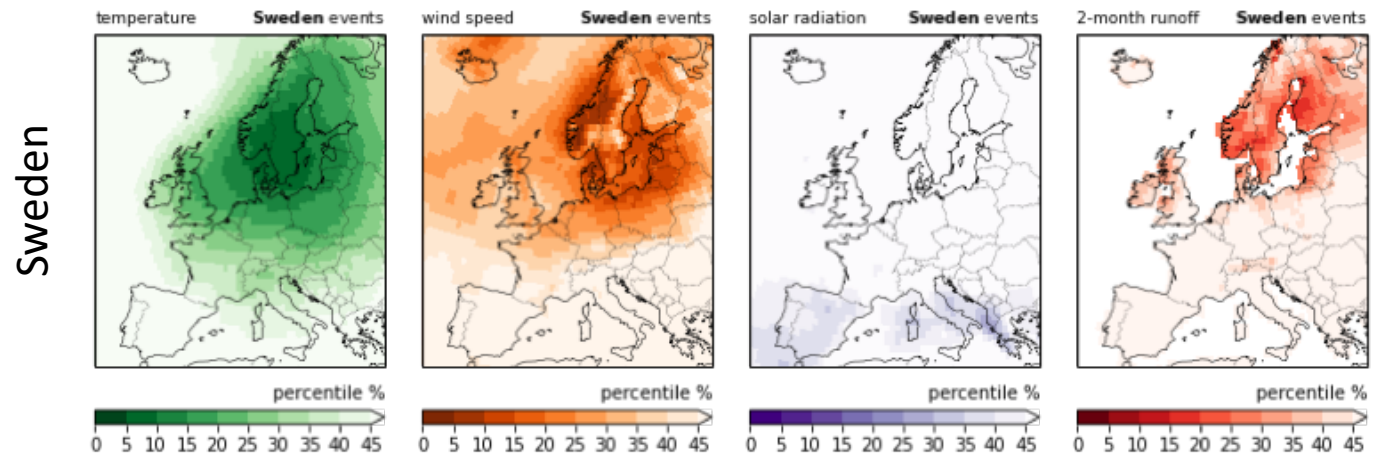 temperature Sweden events
wind speed Sweden events
solar radiation Sweden events
2-month runoff Sweden events
Sweden
percentile %
0 5 10 15 20 25 30 35 40 45
percentile %
0 5 10 15 20 25 30 35 40 45
percentile %
0 5 10 15 20 25 30 35 40 45
percentile %
0 5 10 15 20 25 30 35 40 45